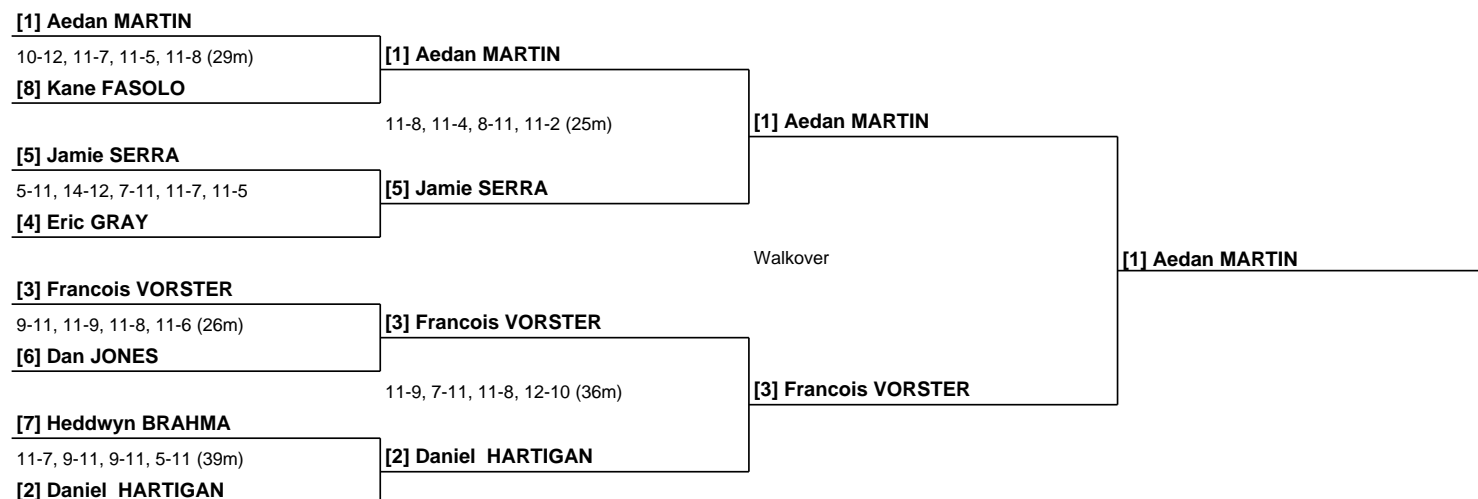 [1] Aedan MARTIN
10-12, 11-7, 11-5, 11-8 (29m)
[8] Kane FASOLO
[5] Jamie SERRA
5-11, 14-12, 7-11, 11-7, 11-5
[4] Eric GRAY
[3] Francois VORSTER
9-11, 11-9, 11-8, 11-6 (26m)
[6] Dan JONES
[7] Heddwyn BRAHMA
11-7, 9-11, 9-11, 5-11 (39m)
[2] Daniel  HARTIGAN
[1] Aedan MARTIN
11-8, 11-4, 8-11, 11-2 (25m)
[5] Jamie SERRA
[3] Francois VORSTER
11-9, 7-11, 11-8, 12-10 (36m)
[2] Daniel  HARTIGAN
[1] Aedan MARTIN
Walkover
[3] Francois VORSTER
[1] Aedan MARTIN